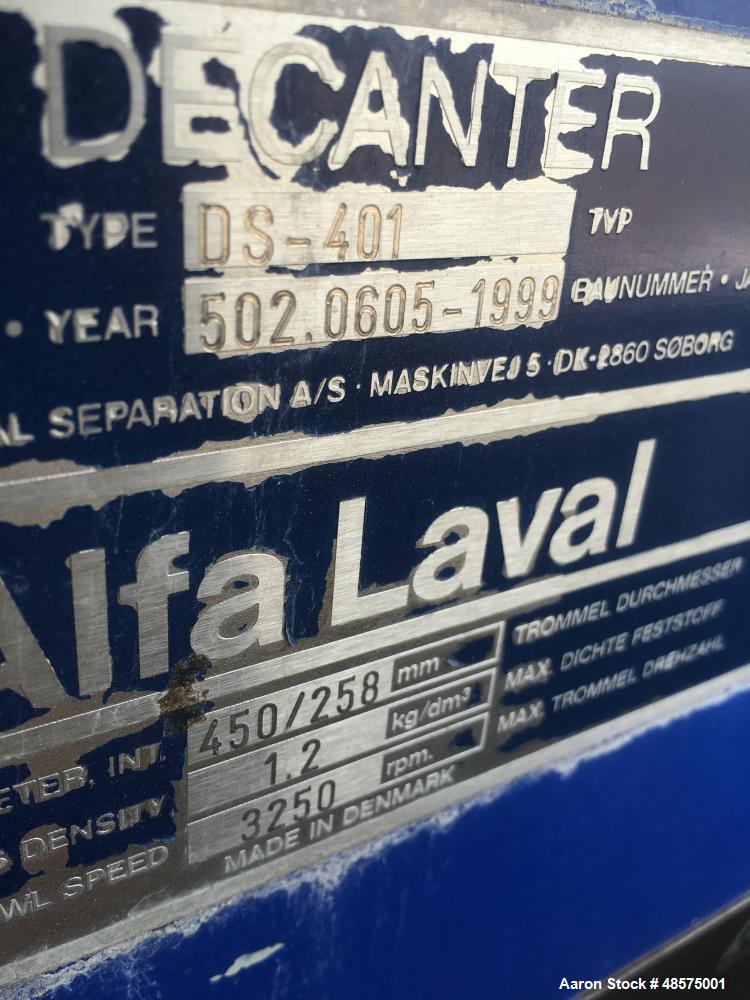 DECANTER
TYPE DS-401 TYP
• YEAR 502.0605-1999 BAUNUMMER • JA
AL SEPARATION A/S · MASKINVEJ 5 · DK-2860 SØBORG
Alfa Laval
ETER, INT. 450/258 mm TROMMEL DURCHMESSER
S DENSITY 1.2 kg/dm³ MAX. DICHTE FESTSTOFF
WL SPEED 3250 rpm. MAX. TROMMEL DREHZAHL
MADE IN DENMARK
Aaron Stock # 48575001